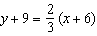 y + 9 = 2/3 (x + 6)